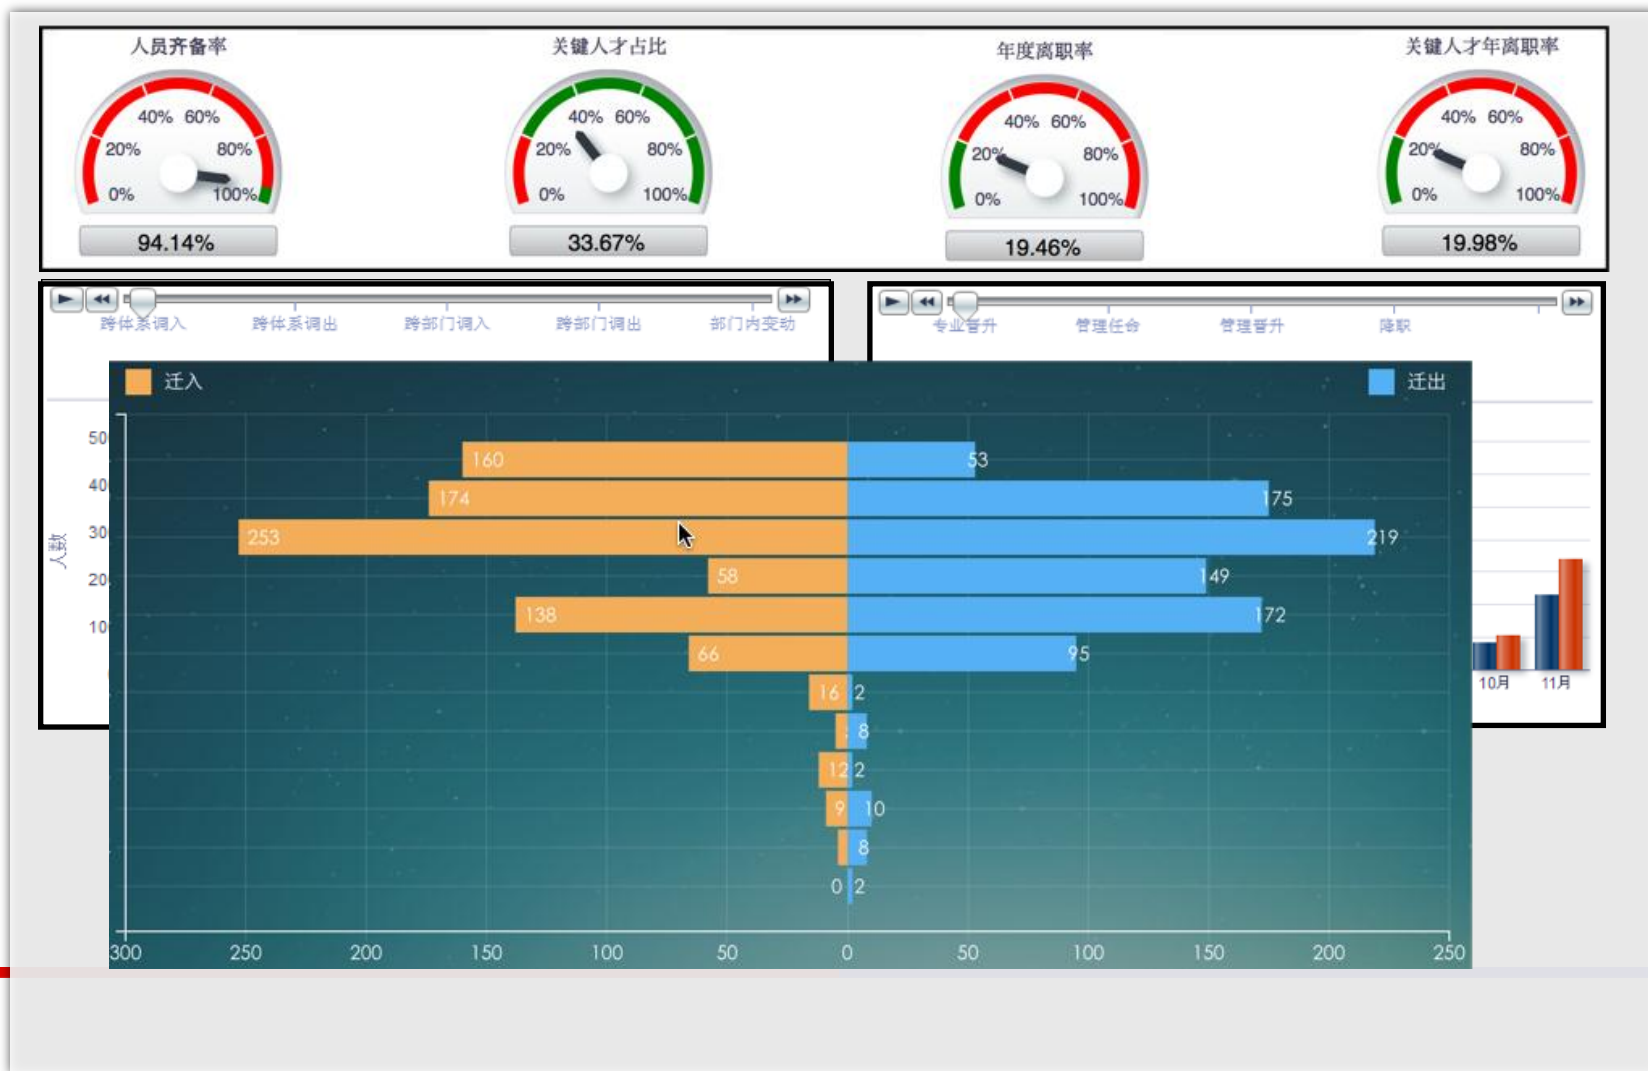 人员齐备率
关键人才占比
年度离职率
关键人才年离职率
0% 20% 40% 60% 80% 100%
0% 20% 40% 60% 80% 100%
0% 20% 40% 60% 80% 100%
0% 20% 40% 60% 80% 100%
94.14%
33.67%
19.46%
19.98%
跨体系调入 跨体系调出 跨部门调入 跨部门调出 部门内变动
专业晋升 管理任命 管理晋升 降职
迁入
迁出
人数
50
40
30
20
10
160 53
174 175
253 219
58 149
138 172
66 95
16 2
8
12 2
9 10
8
0 2
300 250 200 150 100 50 0 50 100 150 200 250
10月 11月